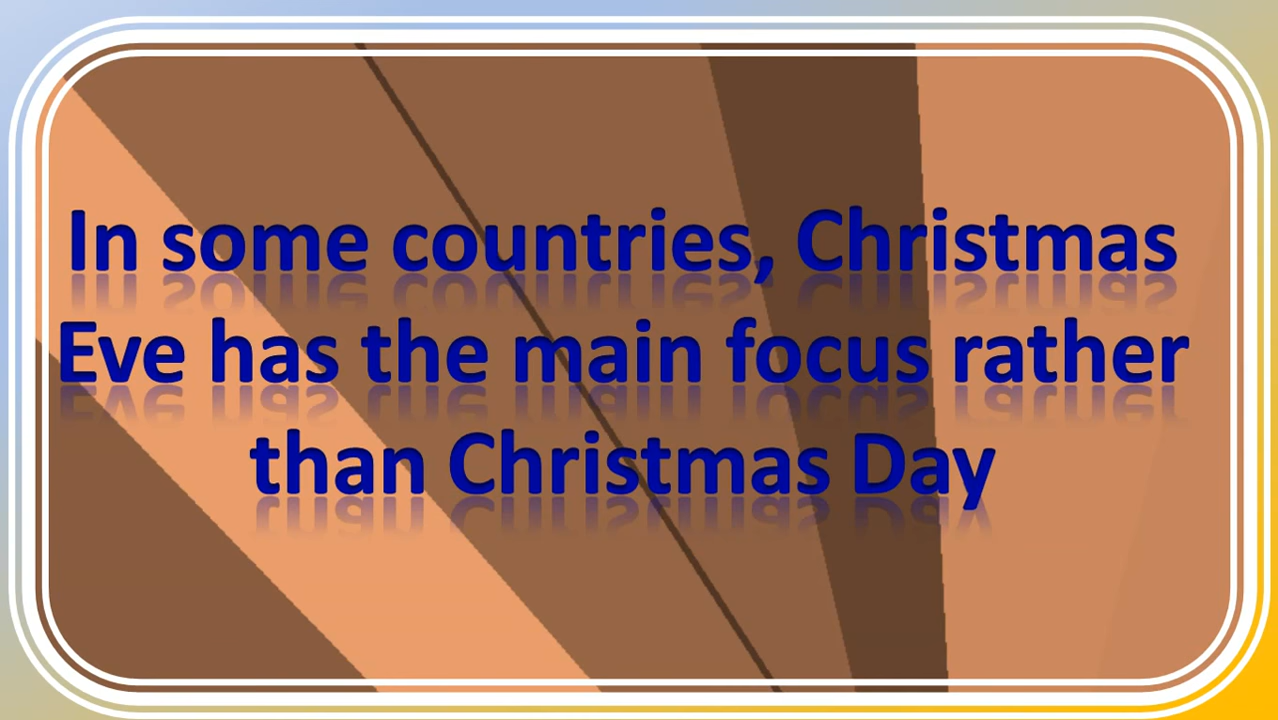 In some countries, Christmas
Eve has the main focus rather
than Christmas Day